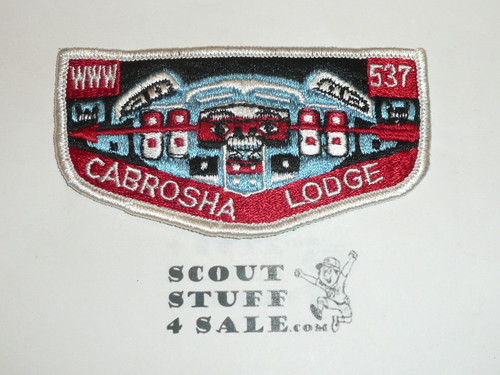 WWW 537
CABROSHA LODGE
SCOUT
STUFF
4 SALE.com